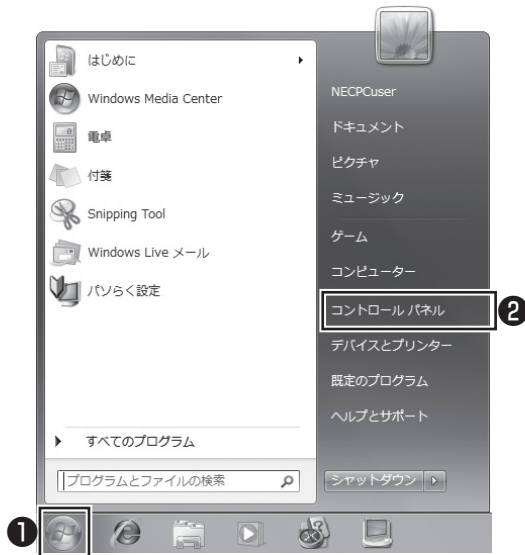 はじめに
Windows Media Center
電卓
付箋
Snipping Tool
Windows Live メール
パソらく設定
すべてのプログラム
プログラムとファイルの検索
NECPCuser
ドキュメント
ピクチャ
ミュージック
ゲーム
コンピューター
コントロール パネル
❷
デバイスとプリンター
既定のプログラム
ヘルプとサポート
シャットダウン
❶